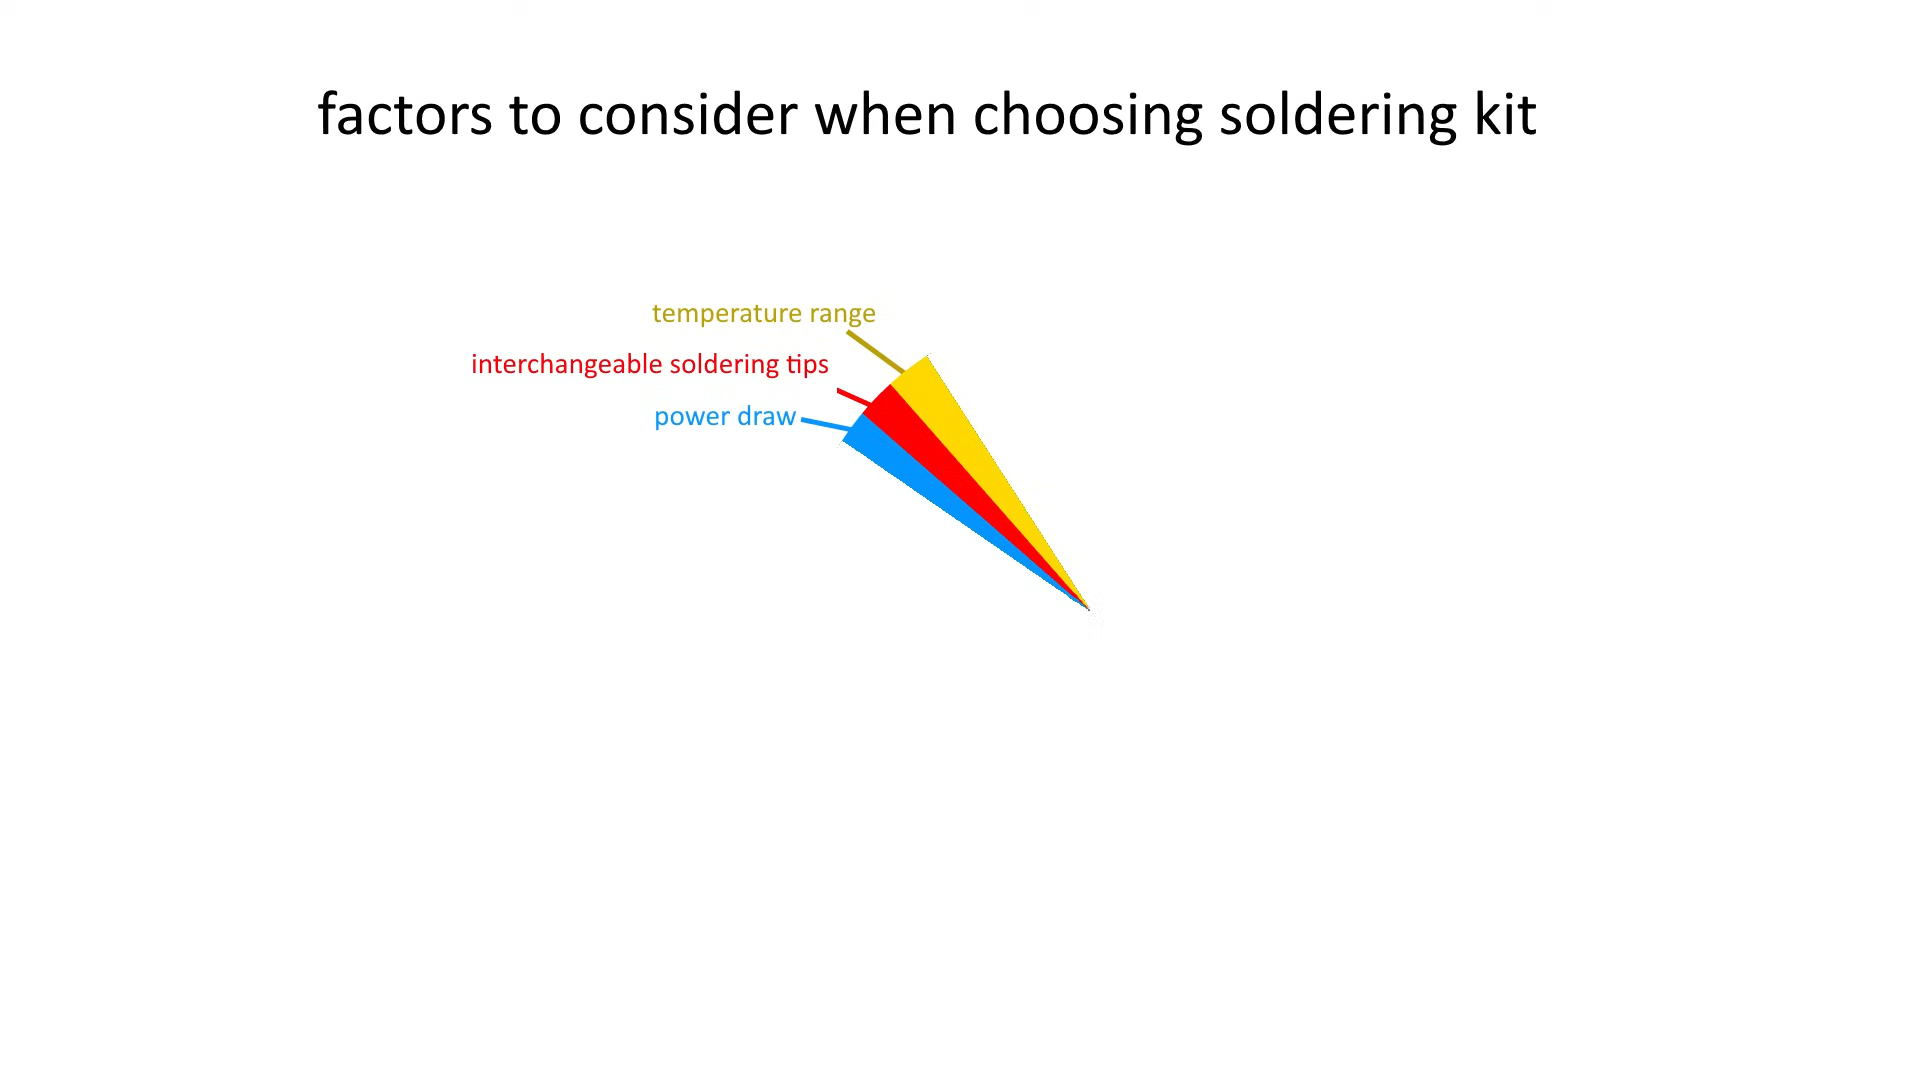 factors to consider when choosing soldering kit
temperature range
interchangeable soldering tips
power draw